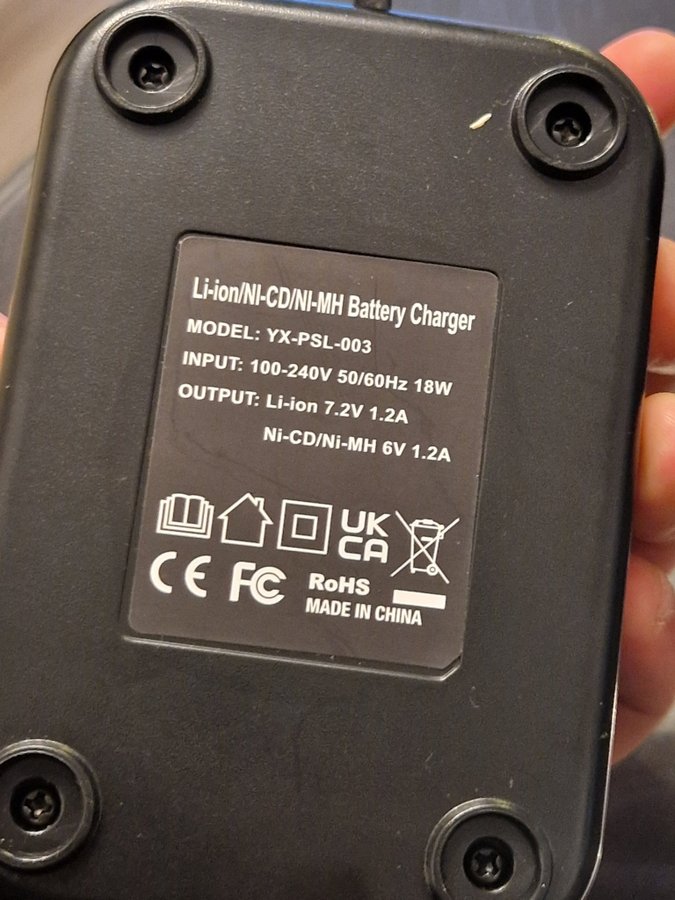 Li-ion/NI-CD/NI-MH Battery Charger
MODEL: YX-PSL-003
INPUT: 100-240V 50/60Hz 18W
OUTPUT: Li-ion 7.2V 1.2A
Ni-CD/Ni-MH 6V 1.2A
UK
CA
CE FC RoHS
MADE IN CHINA